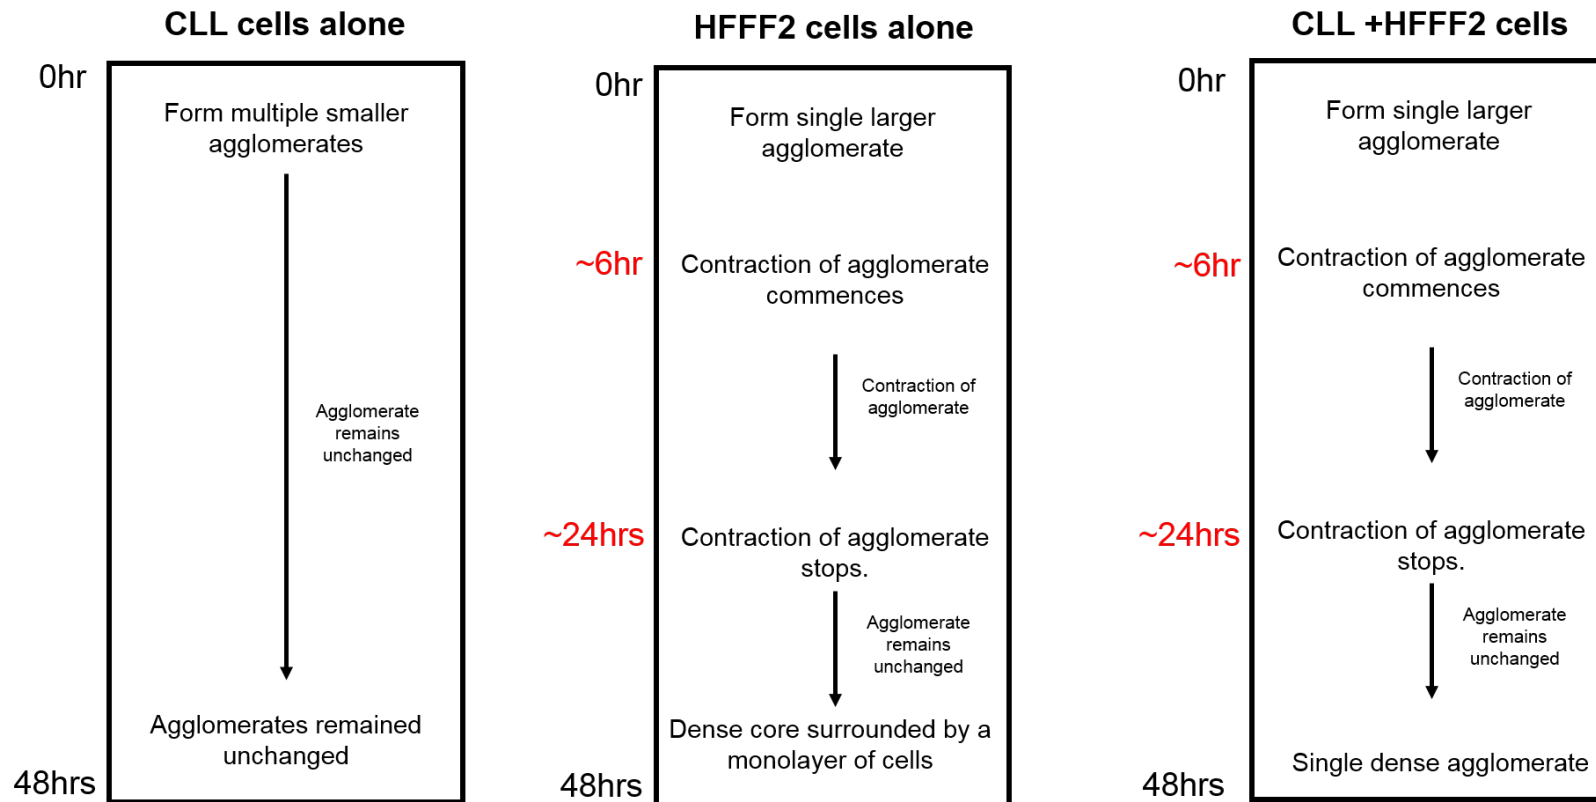 CLL cells alone
0hr
Form multiple smaller
agglomerates
Agglomerate
remains
unchanged
Agglomerates remained
unchanged
48hrs
HFFF2 cells alone
0hr
Form single larger
agglomerate
~6hr
Contraction of agglomerate
commences
Contraction of
agglomerate
~24hrs
Contraction of agglomerate
stops.
Agglomerate
remains
unchanged
Dense core surrounded by a
monolayer of cells
48hrs
CLL +HFFF2 cells
0hr
Form single larger
agglomerate
~6hr
Contraction of agglomerate
commences
Contraction of
agglomerate
~24hrs
Contraction of agglomerate
stops.
Agglomerate
remains
unchanged
Single dense agglomerate
48hrs